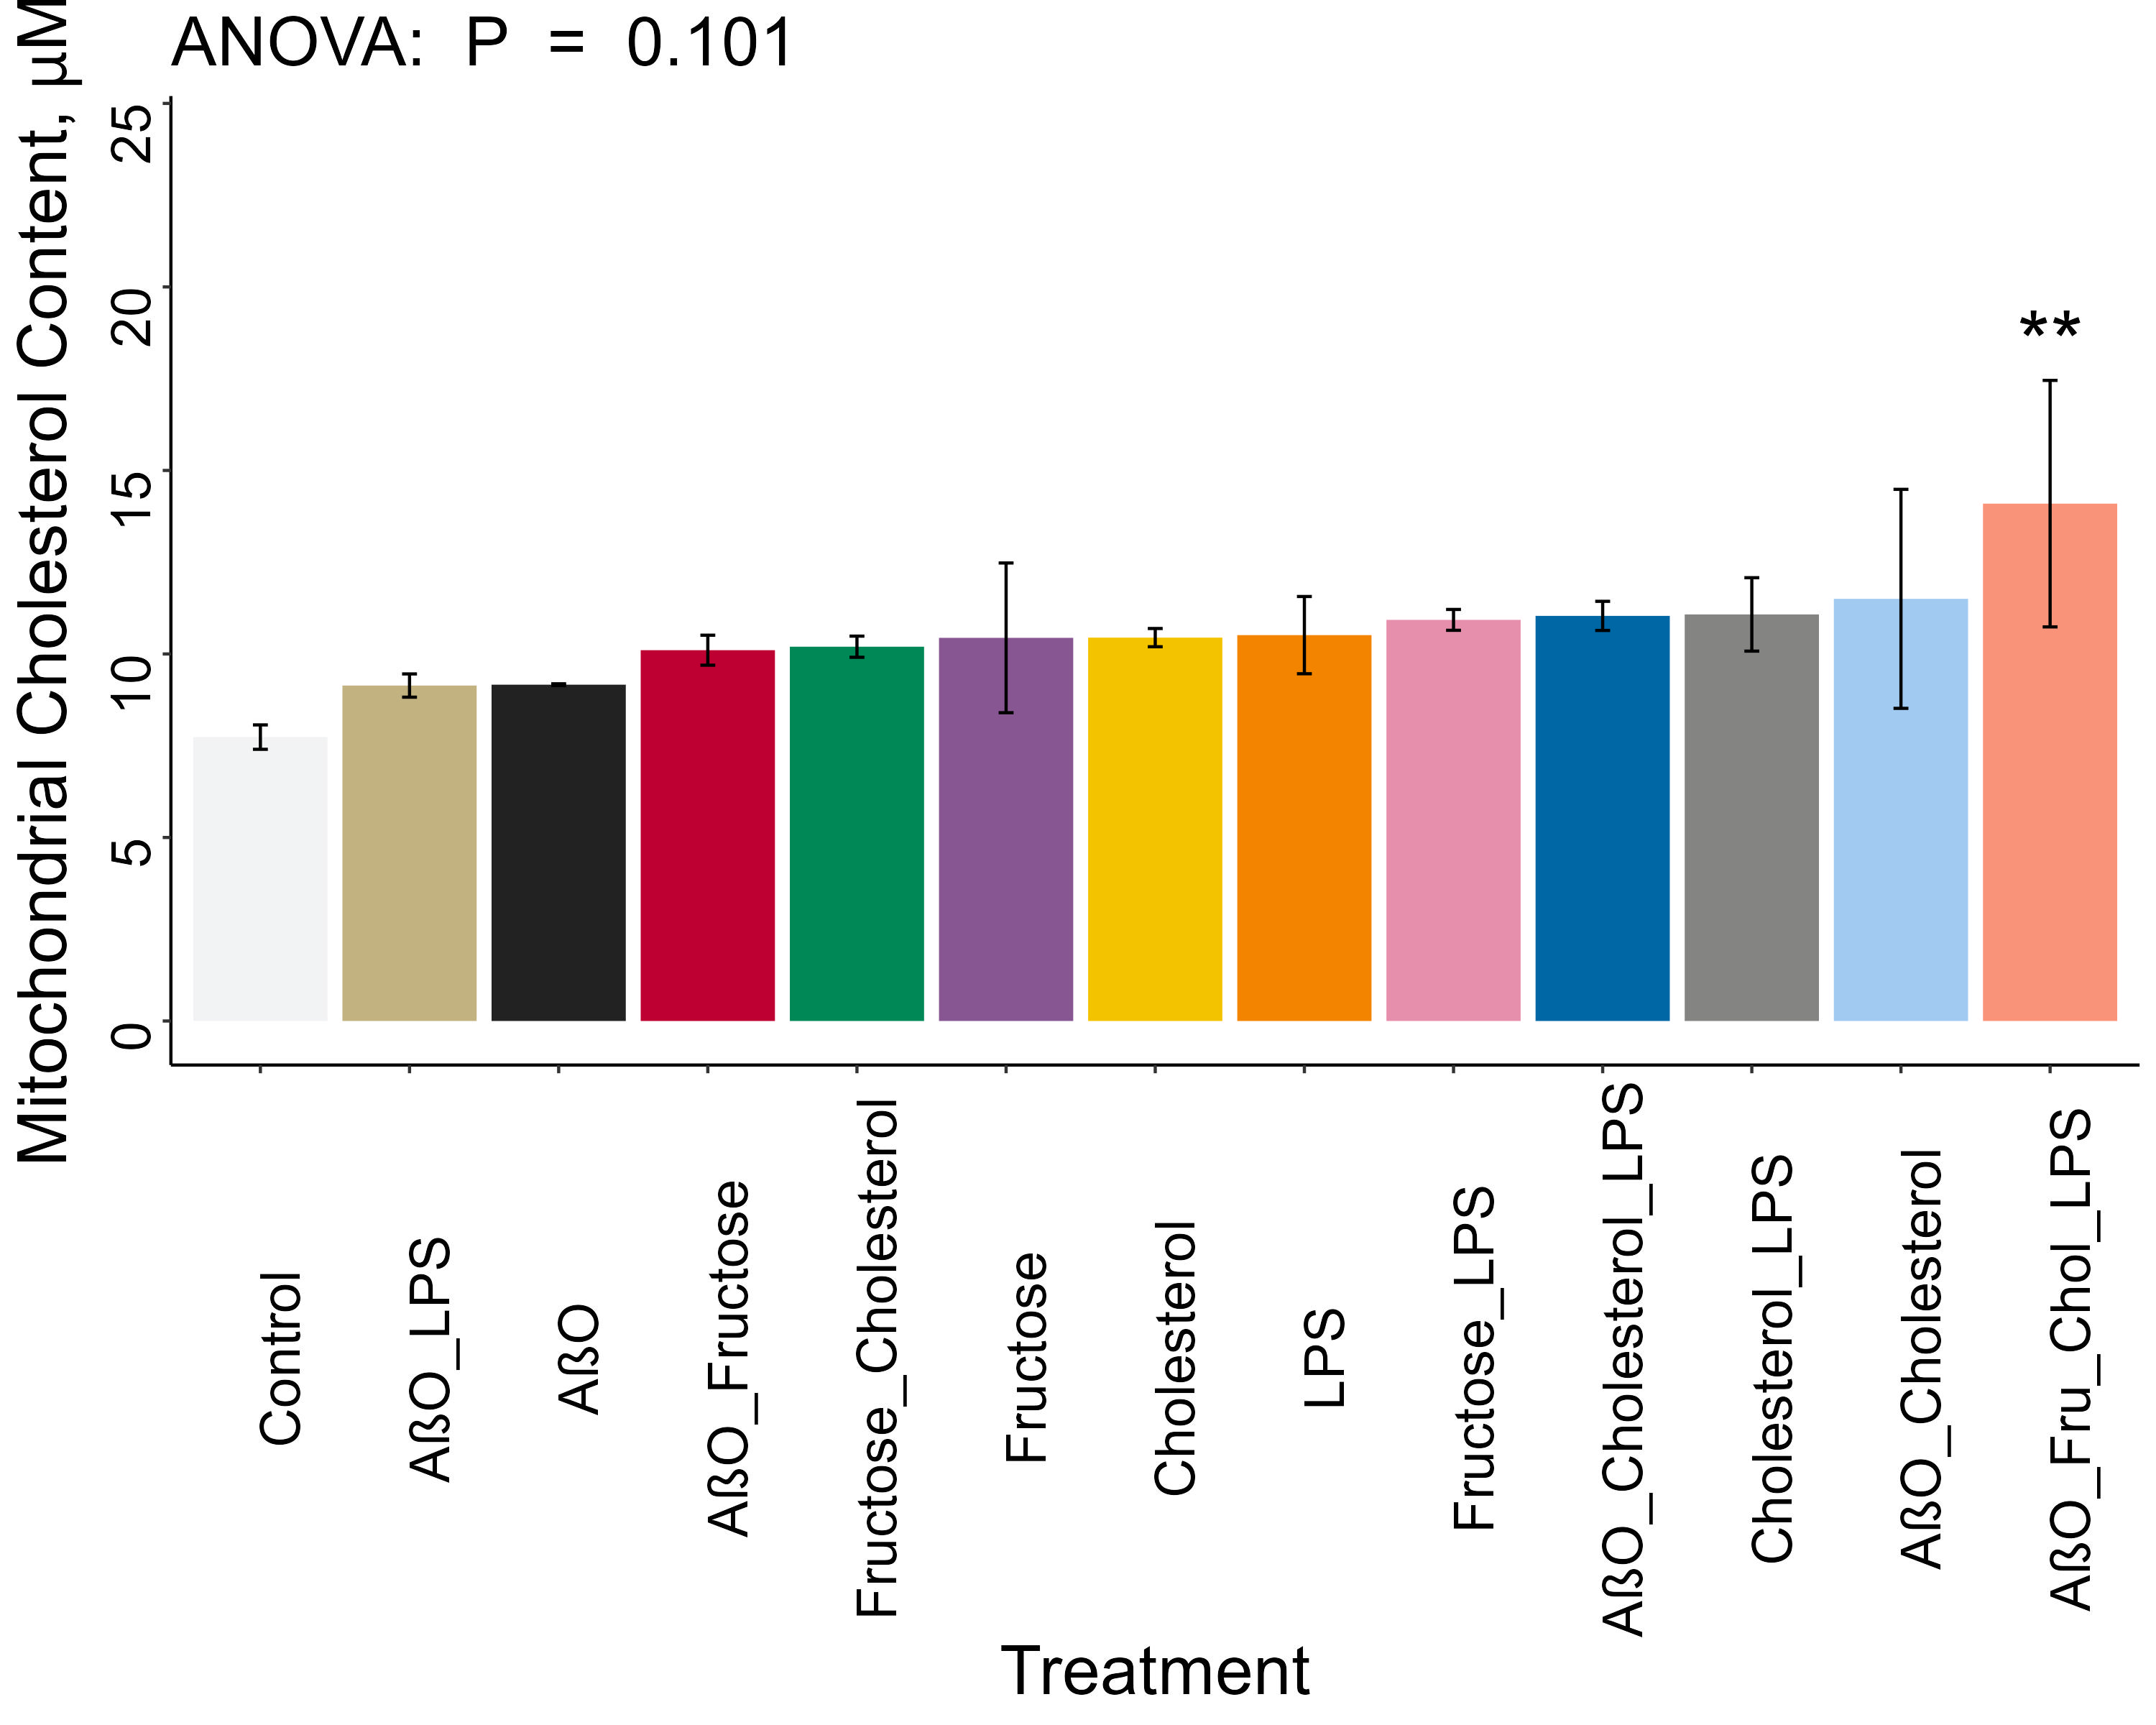 ANOVA: P = 0.101
Mitochondrial Cholesterol Content, µM
25
20
15
10
5
0
**
Control
AßO_LPS
AßO
AßO_Fructose
Fructose_Cholesterol
Fructose
Cholesterol
LPS
Fructose_LPS
AßO_Cholesterol_LPS
Cholesterol_LPS
AßO_Cholesterol
AßO_Fru_Chol_LPS
Treatment